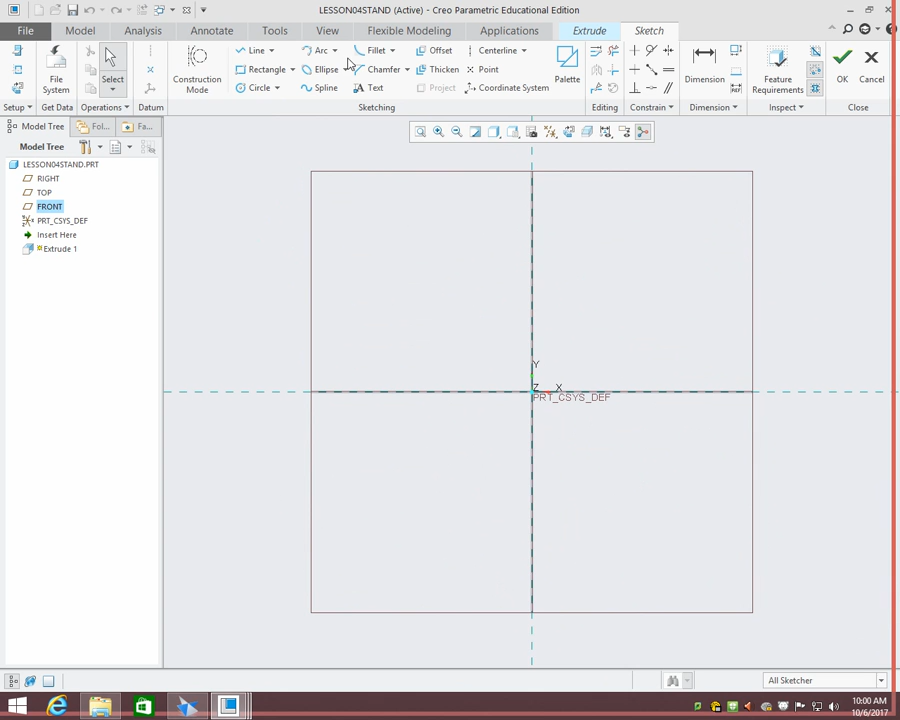 LESSON04STAND (Active) - Creo Parametric Educational Edition
File Model Analysis Annotate Tools View Flexible Modeling Applications Extrude Sketch
Line Arc Fillet Offset Centerline
Rectangle Ellipse Chamfer Thicken Point
Circle Spline Text Project Coordinate System
File System
Select
Construction Mode
Palette
Dimension
Feature Requirements
OK
Cancel
Setup Get Data Operations Datum Sketching Editing Constrain Dimension Inspect Close
Model Tree Fol... Fa...
Model Tree
LESSON04STAND.PRT
RIGHT
TOP
FRONT
PRT_CSYS_DEF
Insert Here
Extrude 1
Y
Z X
PRT_CSYS_DEF
All Sketcher
10:00 AM
10/6/2017